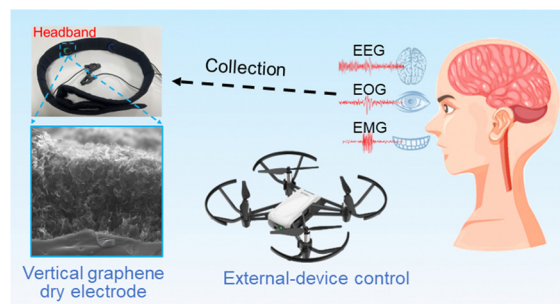 Headband
Collection
EEG
EOG
EMG
Vertical graphene
dry electrode
External-device control